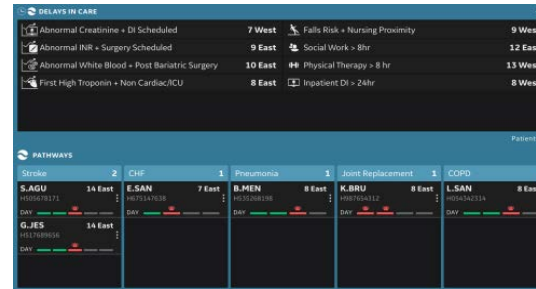 DELAYS IN CARE
Abnormal Creatinine + DI Scheduled 7 West
Abnormal INR + Surgery Scheduled 9 East
Abnormal White Blood + Post Bariatric Surgery 10 East
First High Troponin + Non Cardiac/ICU 8 East
Falls Risk + Nursing Proximity 9 Wes
Social Work > 8hr 12 Eas
Physical Therapy > 8 hr 13 Wes
Inpatient DI > 24hr 8 Wes
Patient
PATHWAYS
Stroke 2 CHF 1 Pneumonia 1 Joint Replacement 1 COPD
S.AGU 14 East E.SAN 7 East B.MEN 8 East K.BRU 8 East L.SAN 8 Eas
H505678171 H675147638 H535268198 H987654312 H054342314
DAY DAY DAY DAY DAY
G.JES 14 East
H517689656
DAY